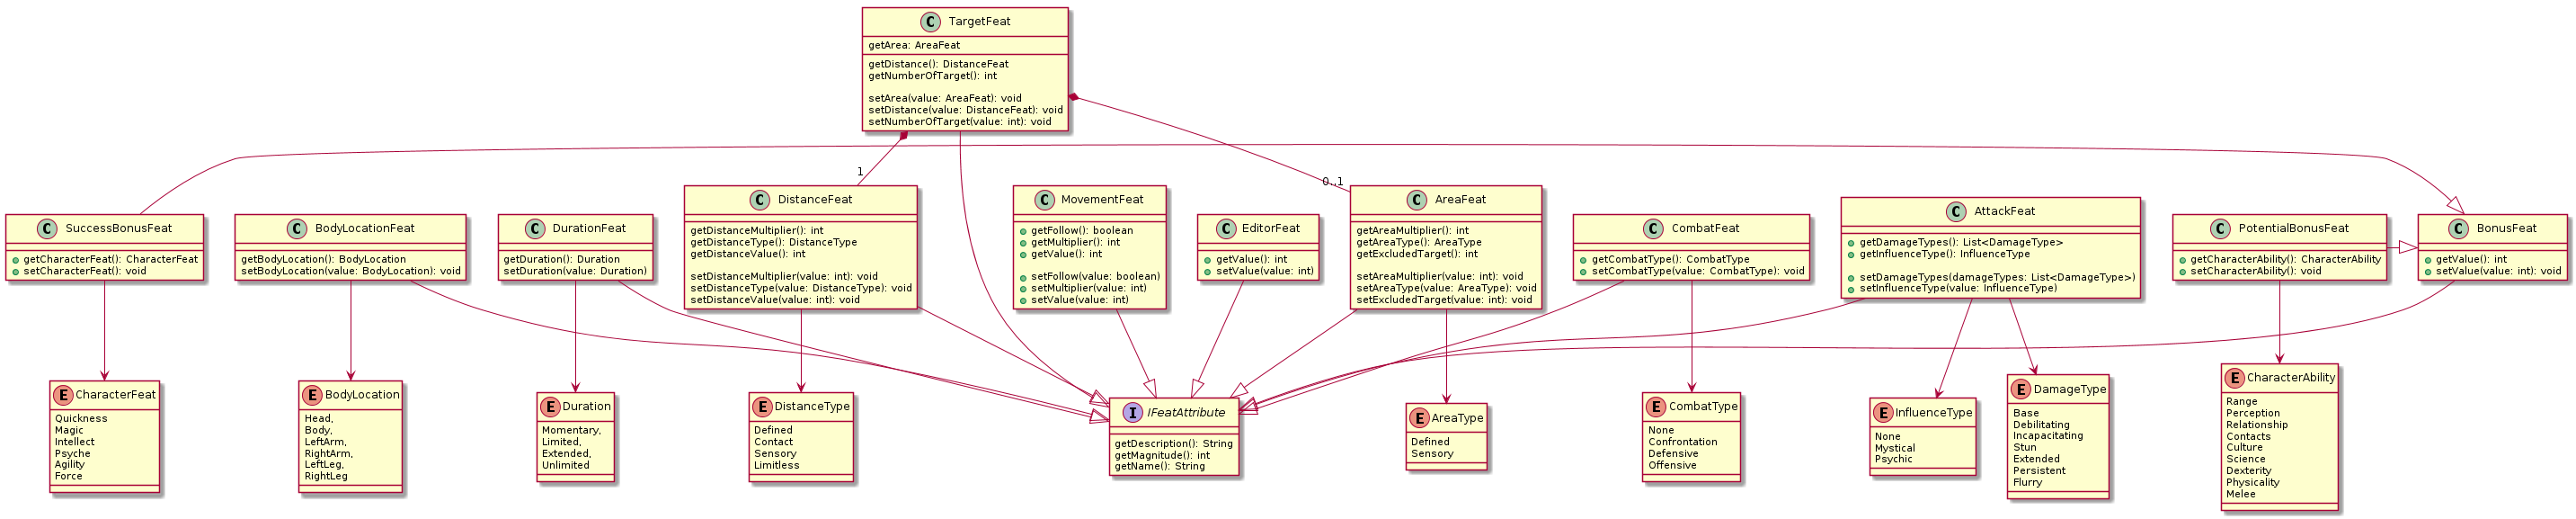 C TargetFeat
getArea: AreaFeat
getDistance(): DistanceFeat
getNumberOfTarget(): int
setArea(value: AreaFeat): void
setDistance(value: DistanceFeat): void
setNumberOfTarget(value: int): void
1
0..1
C SuccessBonusFeat
getCharacterFeat(): CharacterFeat
setCharacterFeat(): void
C BodyLocationFeat
getBodyLocation(): BodyLocation
setBodyLocation(value: BodyLocation): void
C DurationFeat
getDuration(): Duration
setDuration(value: Duration)
C DistanceFeat
getDistanceMultiplier(): int
getDistanceType(): DistanceType
getDistanceValue(): int
setDistanceMultiplier(value: int): void
setDistanceType(value: DistanceType): void
setDistanceValue(value: int): void
C MovementFeat
getFollow(): boolean
getMultiplier(): int
getValue(): int
setFollow(value: boolean)
setMultiplier(value: int)
setValue(value: int)
C EditorFeat
getValue(): int
setValue(value: int)
C AreaFeat
getAreaMultiplier(): int
getAreaType(): AreaType
getExcludedTarget(): int
setAreaMultiplier(value: int): void
setAreaType(value: AreaType): void
setExcludedTarget(value: int): void
C CombatFeat
getCombatType(): CombatType
setCombatType(value: CombatType): void
C AttackFeat
getDamageTypes(): List<DamageType>
getInfluenceType(): InfluenceType
setDamageTypes(damageTypes: List<DamageType>)
setInfluenceType(value: InfluenceType)
C PotentialBonusFeat
getCharacterAbility(): CharacterAbility
setCharacterAbility(): void
C BonusFeat
getValue(): int
setValue(value: int): void
E CharacterFeat
Quickness
Magic
Intellect
Psyche
Agility
Force
E BodyLocation
Head,
Body,
LeftArm,
RightArm,
LeftLeg,
RightLeg
E Duration
Momentary,
Limited,
Extended,
Unlimited
E DistanceType
Defined
Contact
Sensory
Limitless
I IFeatAttribute
getDescription(): String
getMagnitude(): int
getName(): String
E AreaType
Defined
Sensory
E CombatType
None
Confrontation
Defensive
Offensive
E InfluenceType
None
Mystical
Psychic
E DamageType
Base
Debilitating
Incapacitating
Stun
Extended
Persistent
Flurry
E CharacterAbility
Range
Perception
Relationship
Contacts
Culture
Science
Dexterity
Physicality
Melee